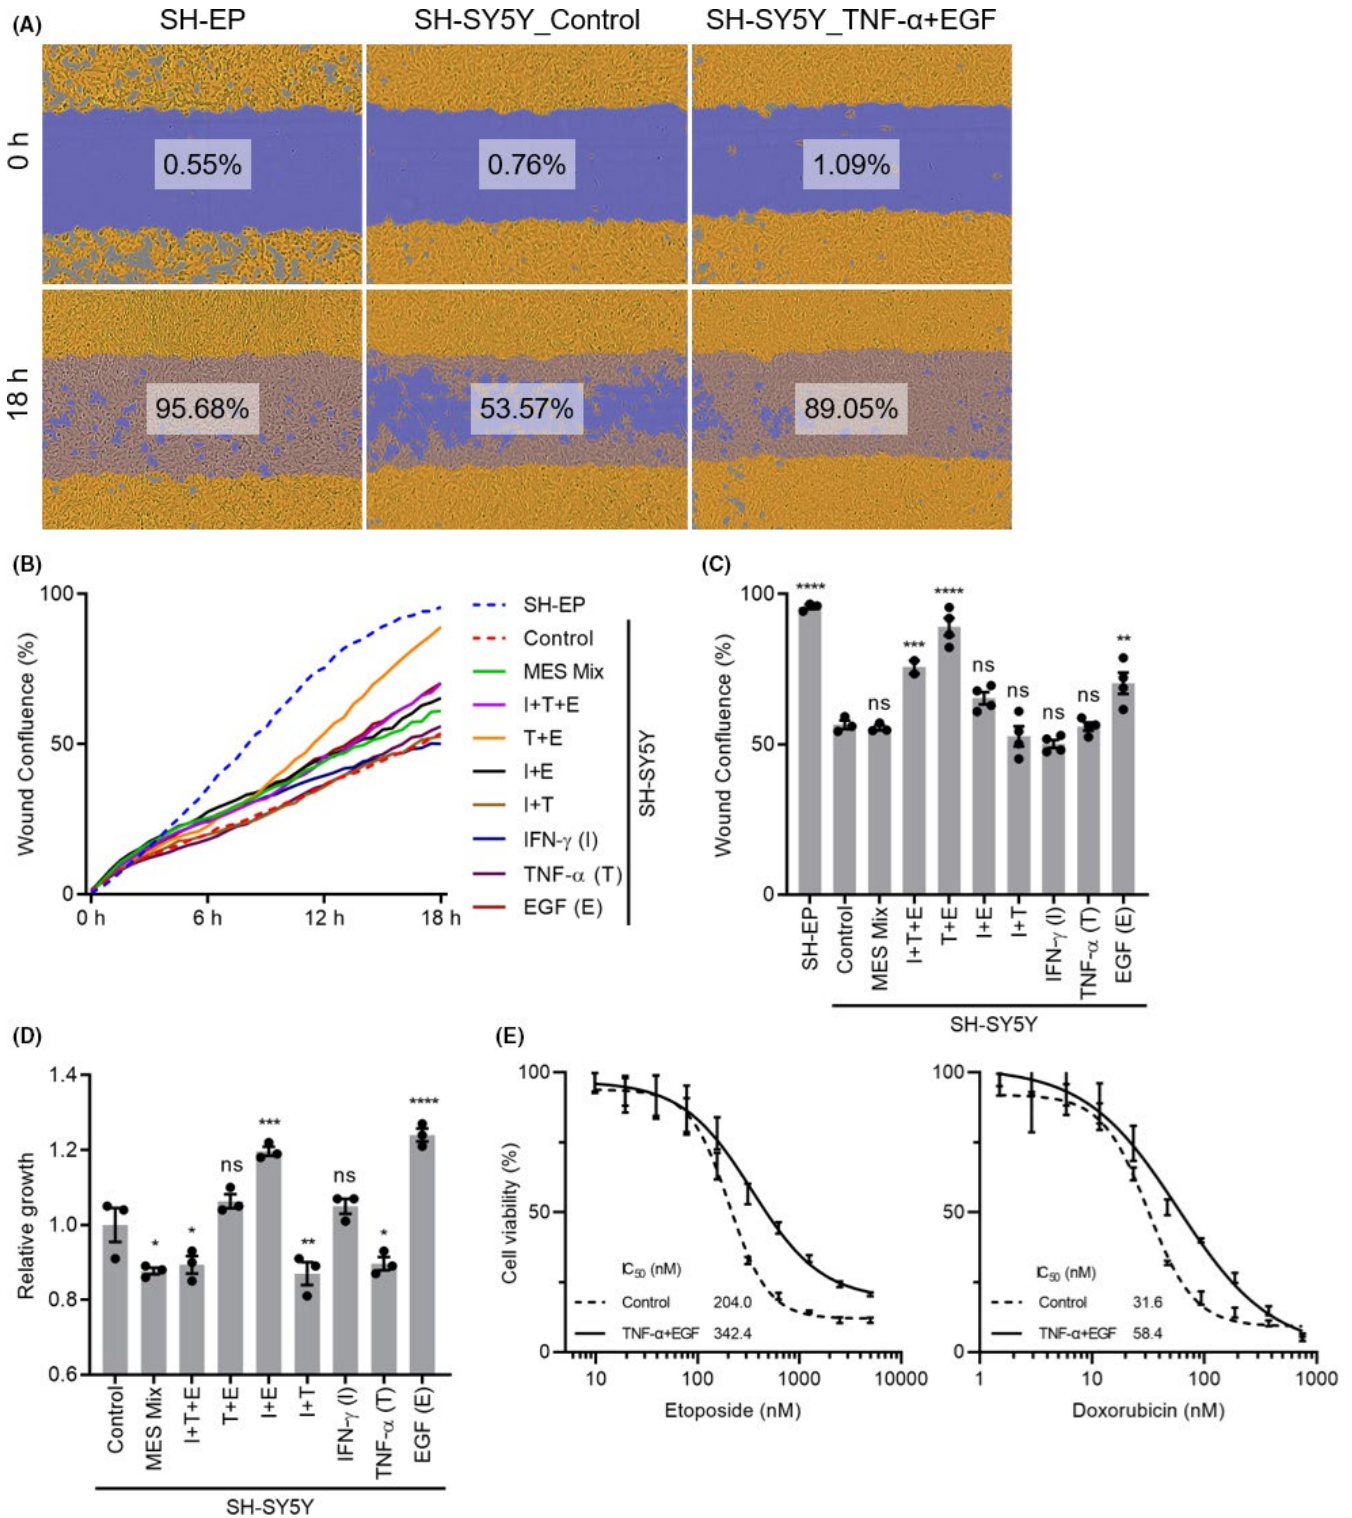 (A)
SH-EP
SH-SY5Y_Control
SH-SY5Y_TNF-α+EGF
0 h
0.55%
0.76%
1.09%
18 h
95.68%
53.57%
89.05%
(B)
Wound Confluence (%)
100
50
0
0 h
6 h
12 h
18 h
SH-EP
Control
MES Mix
I+T+E
T+E
I+E
I+T
IFN-γ (I)
TNF-α (T)
EGF (E)
SH-SY5Y
(C)
Wound Confluence (%)
100
50
0
****
ns
***
****
ns
ns
ns
ns
**
SH-EP
Control
MES Mix
I+T+E
T+E
I+E
I+T
IFN-γ (I)
TNF-α (T)
EGF (E)
SH-SY5Y
(D)
Relative growth
1.4
1.2
1.0
0.8
0.6
*
*
ns
***
**
ns
*
****
Control
MES Mix
I+T+E
T+E
I+E
I+T
IFN-γ (I)
TNF-α (T)
EGF (E)
SH-SY5Y
(E)
Cell viability (%)
100
50
0
IC50 (nM)
Control 204.0
TNF-α+EGF 342.4
10
100
1000
10000
Etoposide (nM)
100
50
0
IC50 (nM)
Control 31.6
TNF-α+EGF 58.4
1
10
100
1000
Doxorubicin (nM)